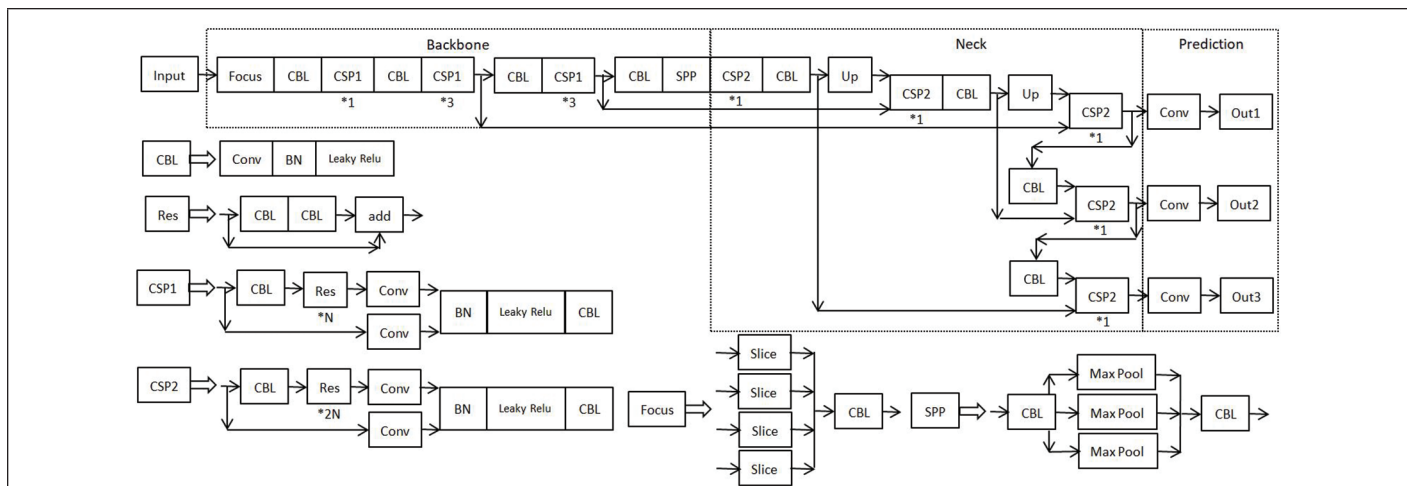 Backbone Neck Prediction
Input Focus CBL CSP1 CBL CSP1 CBL CSP1 CBL SPP CSP2 CBL Up
*1 *3 *3 *1
CSP2 CBL Up
*1
CSP2 Conv Out1
*1
CBL Conv BN Leaky Relu
CBL
Res CBL CBL add
CSP2 Conv Out2
*1
CBL
CSP1 CBL Res Conv
*N
BN Leaky Relu CBL
Conv
CSP2 Conv Out3
*1
CSP2 CBL Res Conv
*2N
BN Leaky Relu CBL
Conv
Focus Slice
Slice
Slice
Slice
CBL
SPP CBL Max Pool
Max Pool
Max Pool
CBL